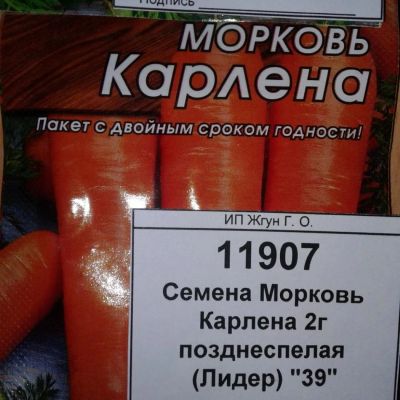 Подпись
МОРКОВЬ
Карлена
Пакет с двойным сроком годности!
ИП Жгун Г. О.
11907
Семена Морковь
Карлена 2г
позднеспелая
(Лидер) "39"